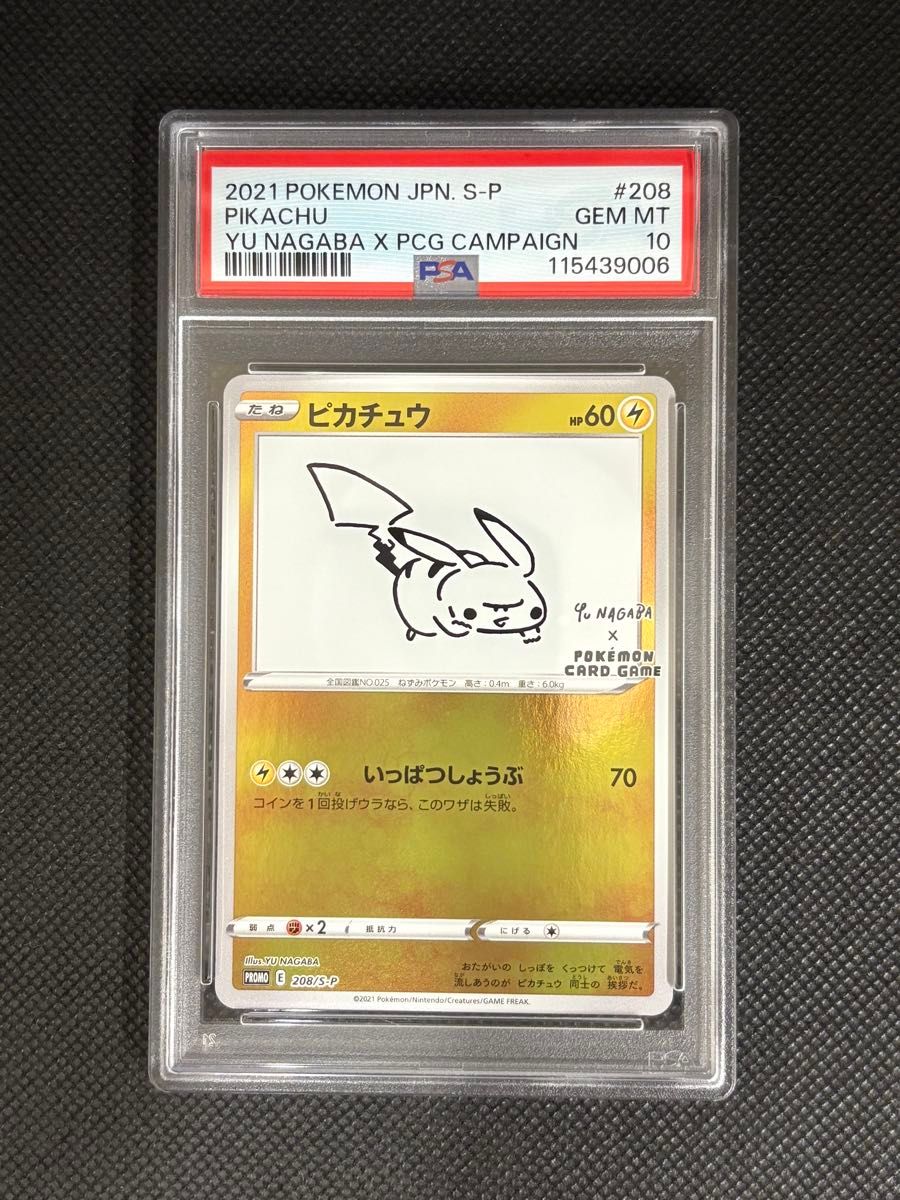 2021 POKEMON JPN. S-P #208
PIKACHU GEM MT
YU NAGABA X PCG CAMPAIGN 10
PSA 115439006
たね ピカチュウ HP60
YU NAGABA
X
POKÉMON
CARD GAME
全国図鑑NO.025 ねずみポケモン 高さ:0.4m 重さ:6.0kg
いっぱつしょうぶ 70
コインを1回投げウラなら、このワザは失敗。
弱点 ×2 抵抗力 にげる
Illus.YU NAGABA
PROMO E 208/S-P
おたがいの しっぽを くっつけて 電気を
流しあうのが ピカチュウ 同士の 挨拶だ。
©2021 Pokémon/Nintendo/Creatures/GAME FREAK.
PSA